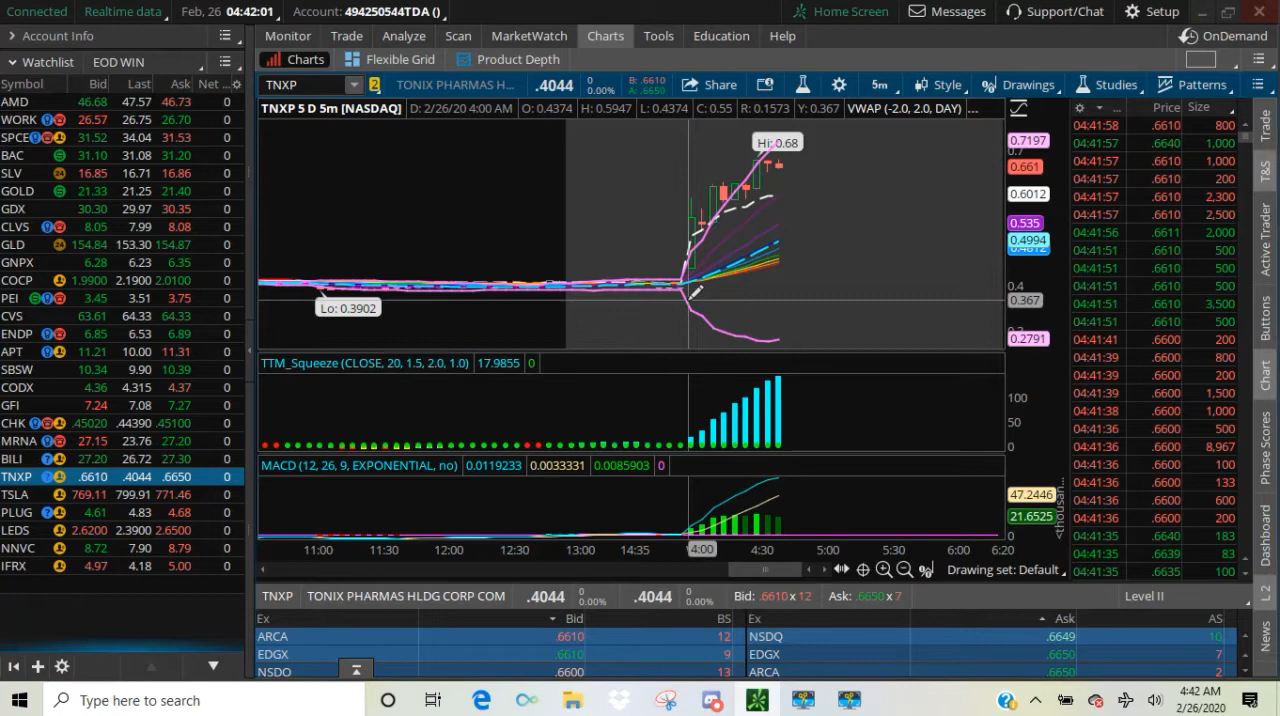 Connected Realtime data Feb, 26 04:42:01 Account: 494250544TDA () Home Screen Messages Support/Chat Setup
Account Info Monitor Trade Analyze Scan MarketWatch Charts Tools Education Help OnDemand
Watchlist EOD WIN Charts Flexible Grid Product Depth
Symbol Bid Last Ask Net ...
AMD 46.68 47.57 46.73 0
WORK 26.57 26.75 26.70 0
SPCE 31.52 34.04 31.53 0
BAC 31.10 31.08 31.20 0
SLV 16.85 16.71 16.86 0
GOLD 21.33 21.25 21.40 0
GDX 30.30 29.97 30.35 0
CLVS 8.05 7.99 8.08 0
GLD 154.84 153.30 154.87 0
GNPX 6.28 6.23 6.35 0
COCP 1.9900 2.1900 2.0100 0
PEI 3.45 3.51 3.75 0
CVS 63.61 64.33 64.33 0
ENDP 6.85 6.53 6.89 0
APT 11.21 10.00 11.31 0
SBSW 10.34 9.90 10.39 0
CODX 4.36 4.315 4.37 0
GFI 7.24 7.08 7.27 0
CHK .45020 .44390 .45100 0
MRNA 27.15 23.76 27.20 0
BILI 27.20 26.72 27.30 0
TNXP .6610 .4044 .6650 0
TSLA 769.11 799.91 771.46 0
PLUG 4.61 4.83 4.68 0
LEDS 2.6200 2.3900 2.6500 0
NNVC 8.72 7.90 8.79 0
IFRX 4.97 4.18 5.00 0
TNXP 2 TONIX PHARMAS H... .4044 0 0.00% B: .6610 A: .6650 Share 5m Style Drawings Studies Patterns
TNXP 5 D 5m [NASDAQ] D: 2/26/20 4:00 AM O: 0.4374 H: 0.5947 L: 0.4374 C: 0.55 R: 0.1573 Y: 0.367 VWAP (-2.0, 2.0, DAY) ...
Hi: 0.68
Lo: 0.3902
0.7197
0.661
0.6012
0.535
0.4994
0.4
0.367
0.2791
TTM_Squeeze (CLOSE, 20, 1.5, 2.0, 1.0) 17.9855 0
100
50
0
MACD (12, 26, 9, EXPONENTIAL, no) 0.0119233 0.0033331 0.0085903 0
47.2446
21.6525
0
<thousan...
11:00 11:30 12:00 12:30 13:00 14:35 4:00 4:30 5:00 5:30 6:00 6:20
Drawing set: Default
... Price Size
04:41:58 .6610 800
04:41:57 .6640 1,000
04:41:57 .6610 1,000
04:41:57 .6610 200
04:41:57 .6610 2,300
04:41:57 .6610 2,500
04:41:56 .6611 2,000
04:41:51 .6610 500
04:41:51 .6610 500
04:41:51 .6610 500
04:41:51 .6610 3,500
04:41:51 .6610 500
04:41:41 .6600 200
04:41:39 .6600 800
04:41:39 .6600 200
04:41:39 .6600 1,500
04:41:38 .6600 1,000
04:41:36 .6600 500
04:41:36 .6600 8,967
04:41:36 .6600 100
04:41:36 .6600 133
04:41:36 .6600 600
04:41:36 .6600 200
04:41:35 .6640 183
04:41:35 .6639 83
04:41:35 .6635 100
Trade
T&S
Active Trader
Buttons
Chart
Phase Scores
Dashboard
L 2
News
TNXP TONIX PHARMAS HLDG CORP COM .4044 0 0.00% .4044 0 0.00% Bid: .6610 x 12 Ask: .6650 x 7 Level II
Ex Bid BS Ex Ask AS
ARCA .6610 12 NSDQ .6649 10
EDGX .6610 9 EDGX .6650 7
NSDQ .6600 13 ARCA .6650 2
Type here to search
4:42 AM
2/26/2020